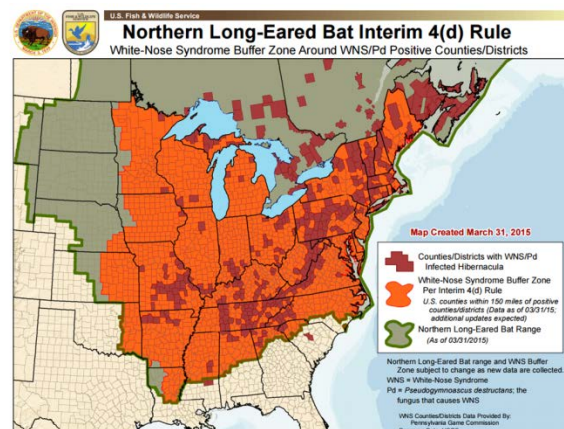 U.S. Fish & Wildlife Service
Northern Long-Eared Bat Interim 4(d) Rule
White-Nose Syndrome Buffer Zone Around WNS/Pd Positive Counties/Districts
Map Created March 31, 2015
Counties/Districts with WNS/Pd
Infected Hibernacula
White-Nose Syndrome Buffer Zone
Per Interim 4(d) Rule
U.S. counties within 150 miles of positive
counties/districts (Data as of 03/31/15;
additional updates expected)
Northern Long-Eared Bat Range
(As of 03/31/2015)
Northern Long-Eared Bat range and WNS Buffer
Zone subject to change as new data are collected.
WNS = White-Nose Syndrome
Pd = Pseudogymnoascus destructans; the
fungus that causes WNS
WNS Counties/Districts Data Provided By:
Pennsylvania Game Commission